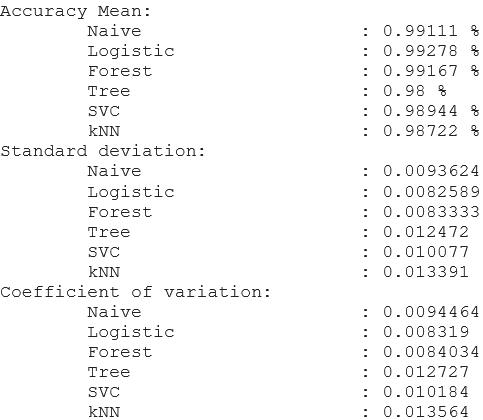 Accuracy Mean:
Naive : 0.99111 %
Logistic : 0.99278 %
Forest : 0.99167 %
Tree : 0.98 %
SVC : 0.98944 %
kNN : 0.98722 %
Standard deviation:
Naive : 0.0093624
Logistic : 0.0082589
Forest : 0.0083333
Tree : 0.012472
SVC : 0.010077
kNN : 0.013391
Coefficient of variation:
Naive : 0.0094464
Logistic : 0.008319
Forest : 0.0084034
Tree : 0.012727
SVC : 0.010184
kNN : 0.013564